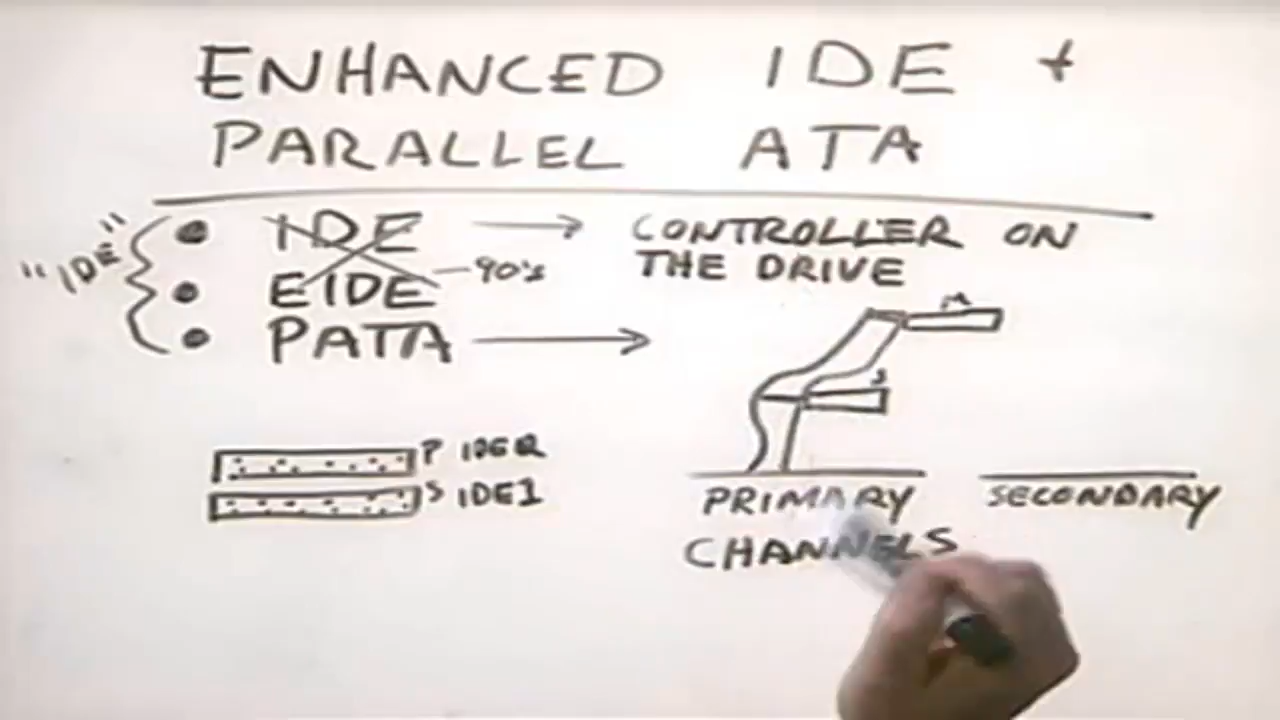 ENHANCED IDE +
PARALLEL ATA
"IDE"
• IDE → CONTROLLER ON
THE DRIVE
• EIDE — 90's
• PATA →
M
S
P IDE0
S IDE1
PRIMARY SECONDARY
CHANNELS